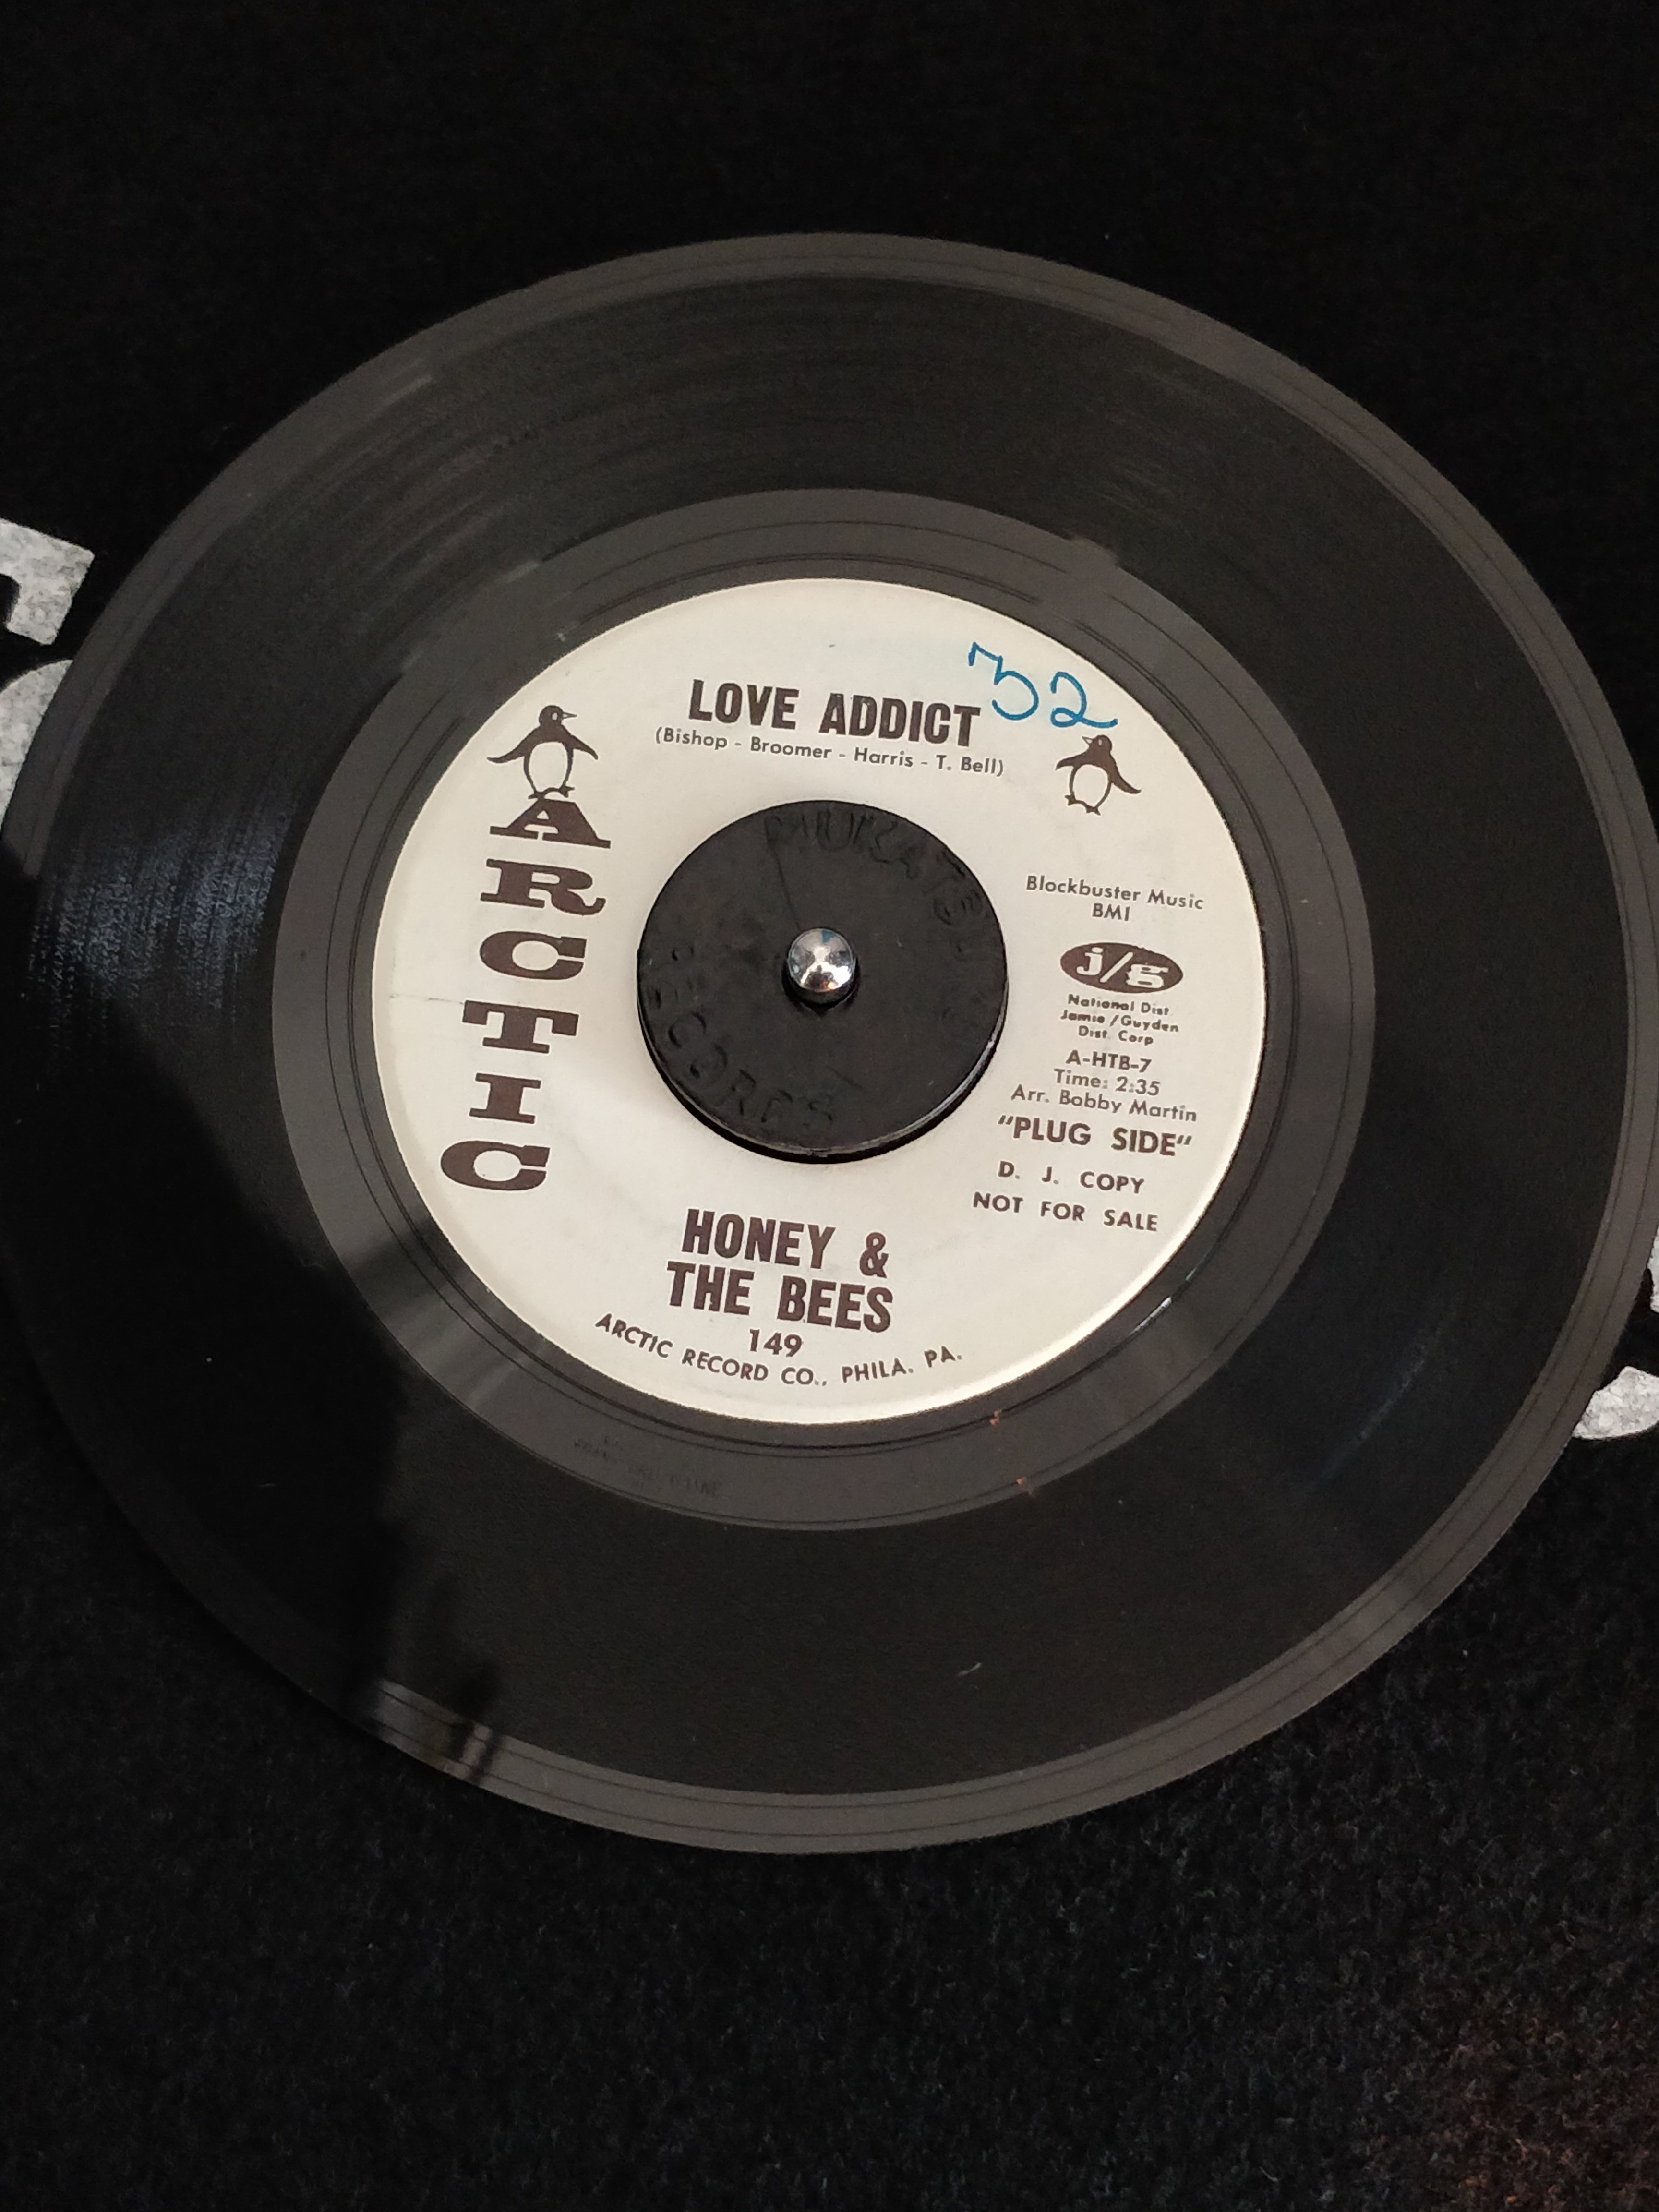 32
LOVE ADDICT
(Bishop - Broomer - Harris - T. Bell)
ARCTIC
Blockbuster Music
BMI
j/g
National Dist.
Jamie/Guyden
Dist. Corp
A-HTB-7
Time: 2:35
Arr. Bobby Martin
"PLUG SIDE"
D. J. COPY
NOT FOR SALE
HONEY &
THE BEES
149
ARCTIC RECORD CO., PHILA. PA.